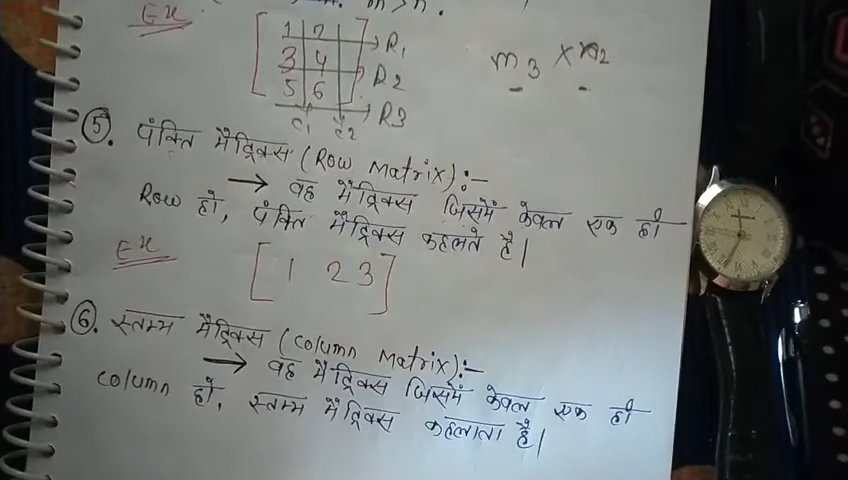 m>n.
Ex
1 2 → R1
3 4 → R2
5 6 → R3
C1 C2
m3 × n2
⑤. पंक्ति मैट्रिक्स (Row Matrix):-
→ वह मैट्रिक्स जिसमें केवल एक ही
Row हो, पंक्ति मैट्रिक्स कहलाते है।
Ex
[1 2 3]
⑥. स्तम्भ मैट्रिक्स (Column Matrix):-
→ वह मैट्रिक्स जिसमें केवल एक ही
column हो, स्तम्भ मैट्रिक्स कहलाता है।